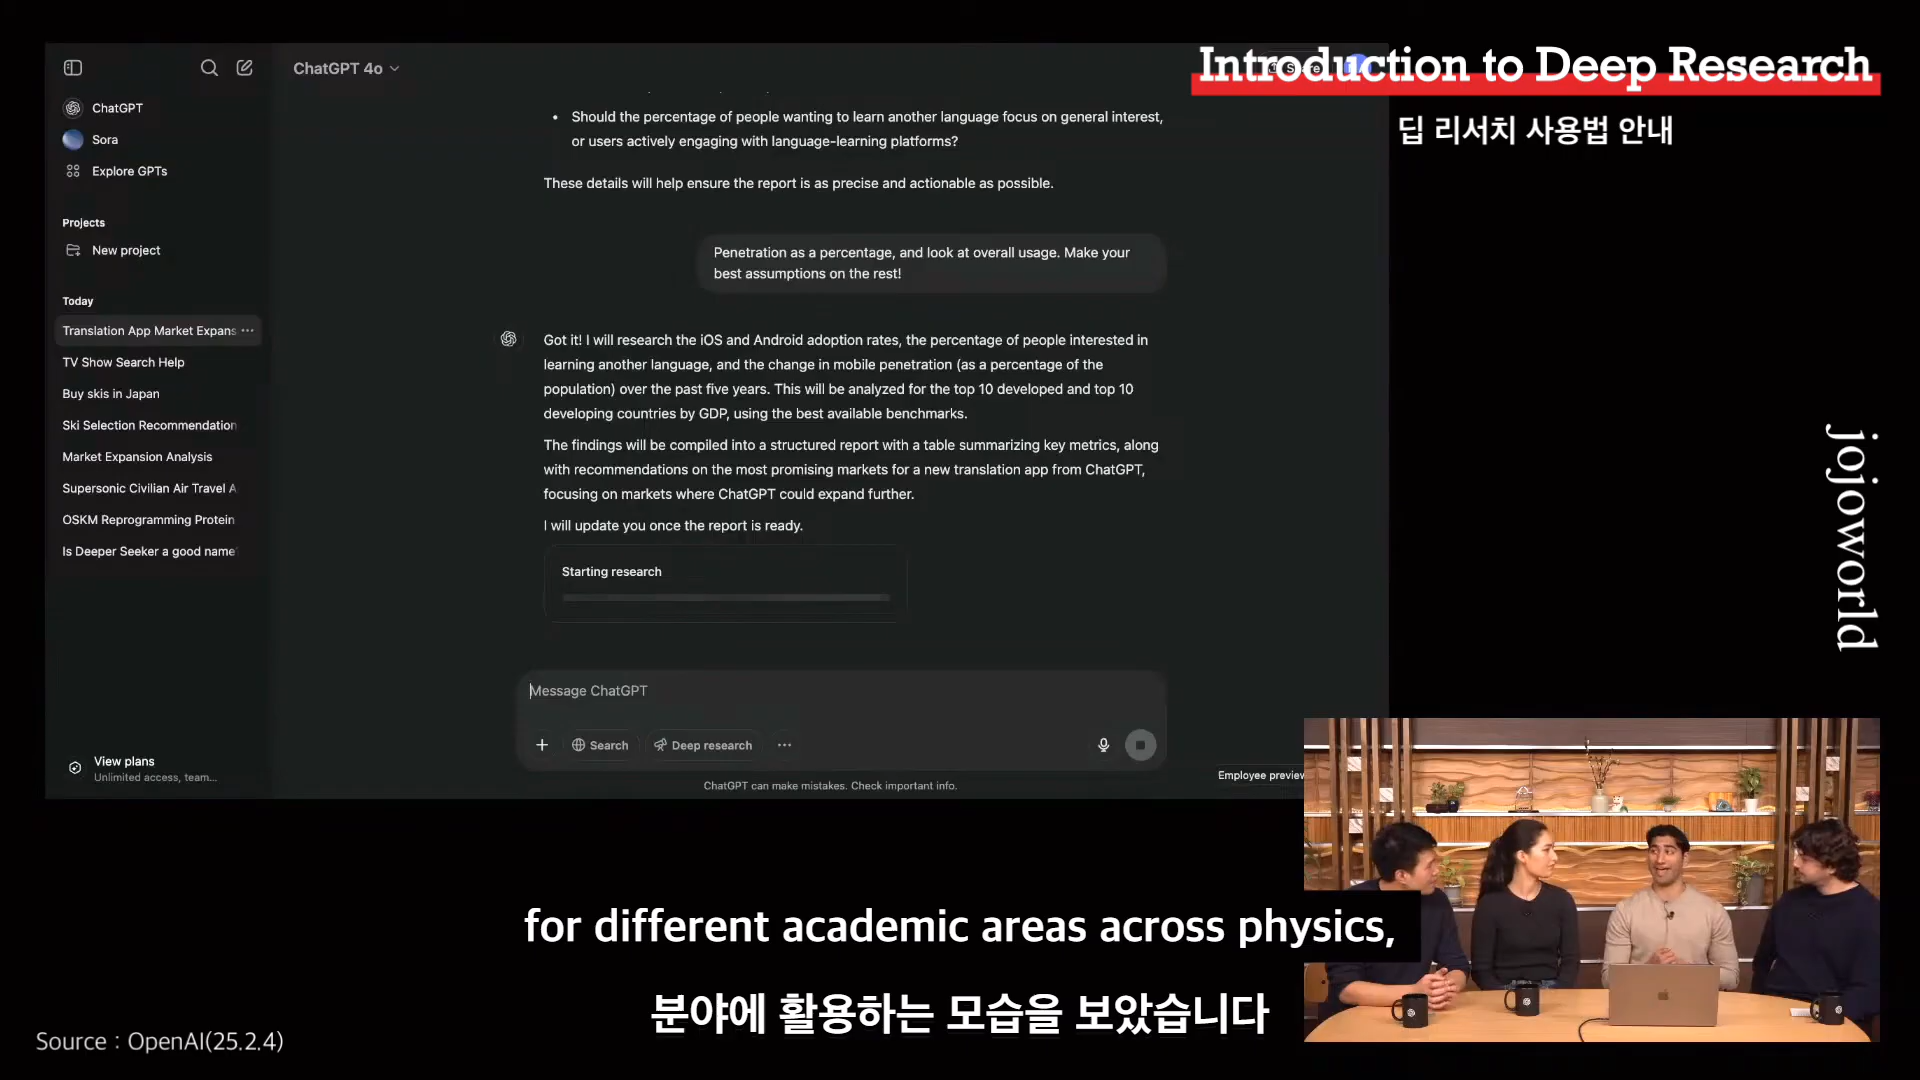 ChatGPT 4o
Introduction to Deep Research
딥 리서치 사용법 안내
ChatGPT
Sora
Explore GPTs
Projects
New project
Today
Translation App Market Expans
TV Show Search Help
Buy skis in Japan
Ski Selection Recommendation
Market Expansion Analysis
Supersonic Civilian Air Travel A
OSKM Reprogramming Protein
Is Deeper Seeker a good name
View plans
Unlimited access, team...
• Should the percentage of people wanting to learn another language focus on general interest,
or users actively engaging with language-learning platforms?
These details will help ensure the report is as precise and actionable as possible.
Penetration as a percentage, and look at overall usage. Make your
best assumptions on the rest!
Got it! I will research the iOS and Android adoption rates, the percentage of people interested in
learning another language, and the change in mobile penetration (as a percentage of the
population) over the past five years. This will be analyzed for the top 10 developed and top 10
developing countries by GDP, using the best available benchmarks.
The findings will be compiled into a structured report with a table summarizing key metrics, along
with recommendations on the most promising markets for a new translation app from ChatGPT,
focusing on markets where ChatGPT could expand further.
I will update you once the report is ready.
Starting research
Message ChatGPT
Search
Deep research
ChatGPT can make mistakes. Check important info.
Employee preview
jojoworld
for different academic areas across physics,
분야에 활용하는 모습을 보았습니다
Source : OpenAI(25.2.4)